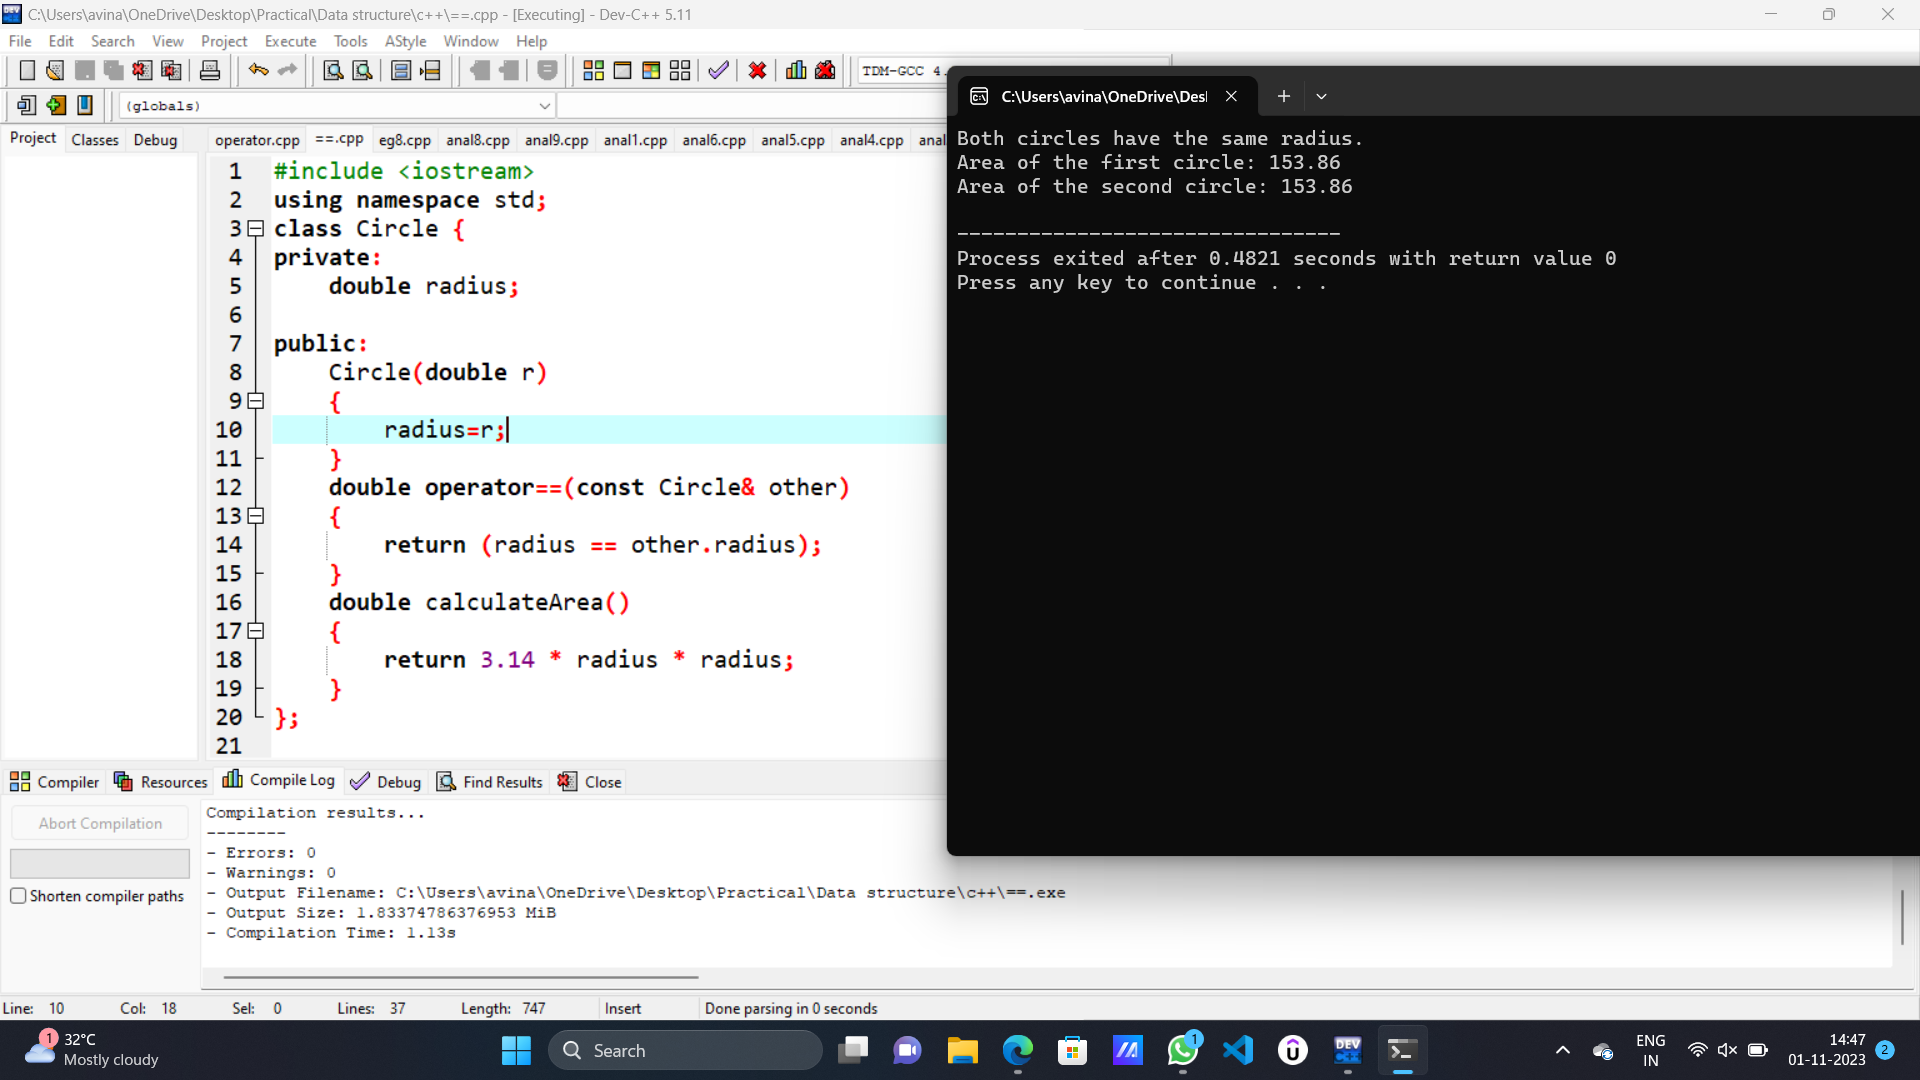 C:\Users\avina\OneDrive\Desktop\Practical\Data structure\c++\==.cpp - [Executing] - Dev-C++ 5.11
File Edit Search View Project Execute Tools AStyle Window Help
TDM-GCC 4.
(globals)
Project Classes Debug
operator.cpp ==.cpp eg8.cpp anal8.cpp anal9.cpp anal1.cpp anal6.cpp anal5.cpp anal4.cpp anal
1 #include <iostream>
2 using namespace std;
3 class Circle {
4 private:
5 double radius;
6
7 public:
8 Circle(double r)
9 {
10 radius=r;
11 }
12 double operator==(const Circle& other)
13 {
14 return (radius == other.radius);
15 }
16 double calculateArea()
17 {
18 return 3.14 * radius * radius;
19 }
20 };
21
C:\Users\avina\OneDrive\Des
Both circles have the same radius.
Area of the first circle: 153.86
Area of the second circle: 153.86
--------------------------------
Process exited after 0.4821 seconds with return value 0
Press any key to continue . . .
Compiler Resources Compile Log Debug Find Results Close
Abort Compilation
Shorten compiler paths
Compilation results...
--------
- Errors: 0
- Warnings: 0
- Output Filename: C:\Users\avina\OneDrive\Desktop\Practical\Data structure\c++\==.exe
- Output Size: 1.83374786376953 MiB
- Compilation Time: 1.13s
Line: 10 Col: 18 Sel: 0 Lines: 37 Length: 747 Insert Done parsing in 0 seconds
1
32°C
Mostly cloudy
Search
1
DEV
C++
ENG
IN
14:47
01-11-2023
2